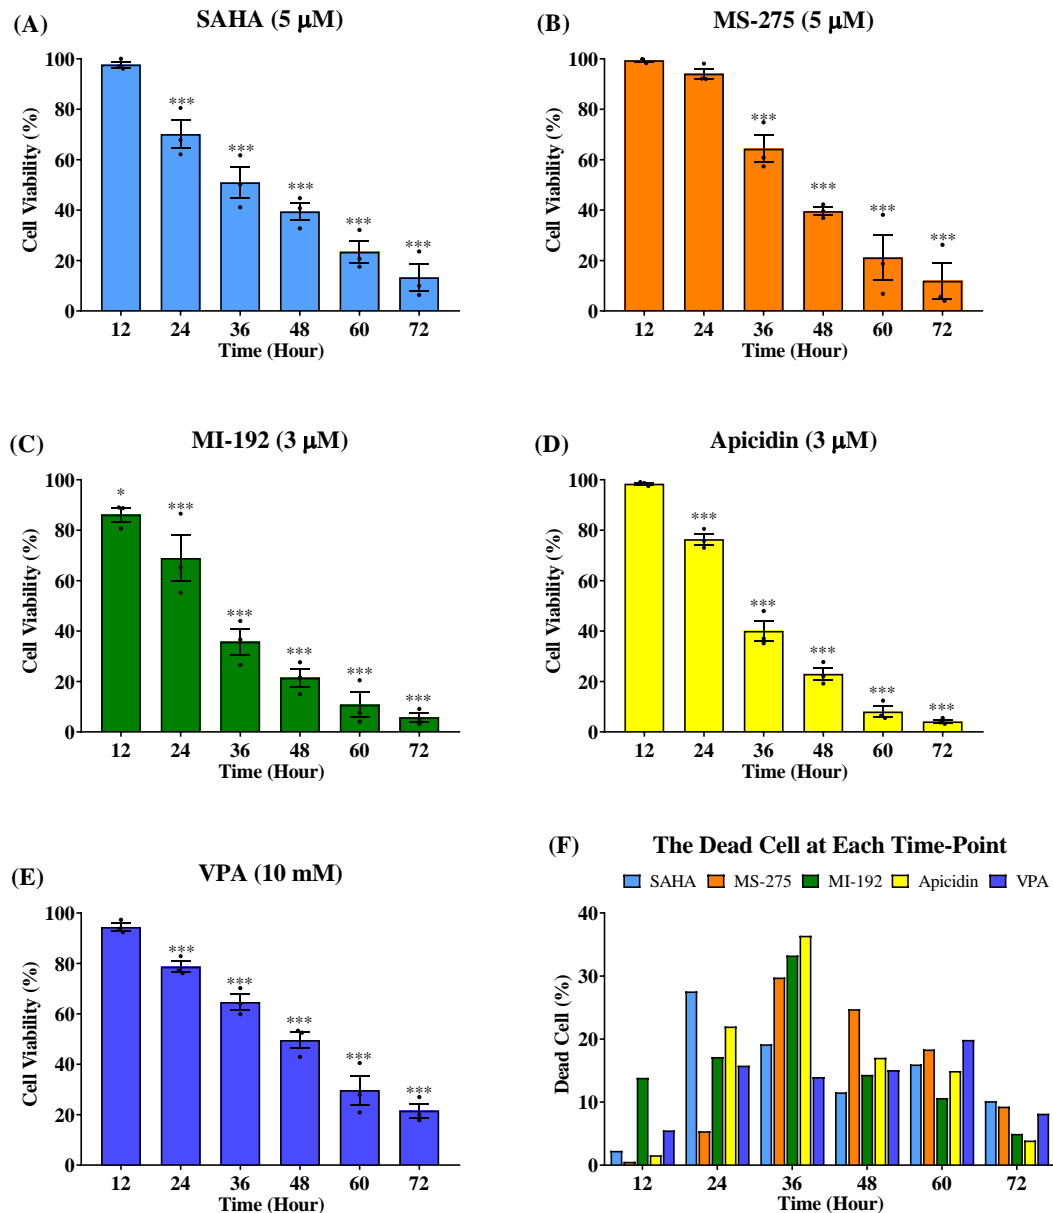 (A) SAHA (5 μM)
Cell Viability (%)
100
80
60
40
20
0
*** *** *** *** ***
12 24 36 48 60 72
Time (Hour)
(B) MS-275 (5 μM)
Cell Viability (%)
100
80
60
40
20
0
*** *** *** ***
12 24 36 48 60 72
Time (Hour)
(C) MI-192 (3 μM)
Cell Viability (%)
100
80
60
40
20
0
* *** *** *** *** ***
12 24 36 48 60 72
Time (Hour)
(D) Apicidin (3 μM)
Cell Viability (%)
100
80
60
40
20
0
*** *** *** *** ***
12 24 36 48 60 72
Time (Hour)
(E) VPA (10 mM)
Cell Viability (%)
100
80
60
40
20
0
*** *** *** *** ***
12 24 36 48 60 72
Time (Hour)
(F) The Dead Cell at Each Time-Point
SAHA MS-275 MI-192 Apicidin VPA
Dead Cell (%)
40
30
20
10
0
12 24 36 48 60 72
Time (Hour)